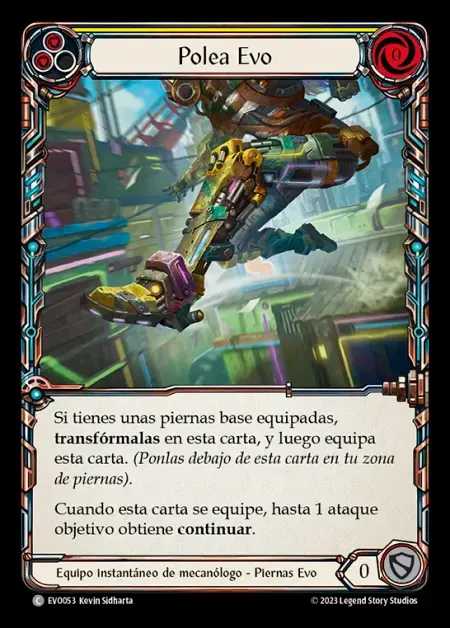 Polea Evo
0
Si tienes unas piernas base equipadas,
transfórmalas en esta carta, y luego equipa
esta carta. (Ponlas debajo de esta carta en tu zona
de piernas).
Cuando esta carta se equipe, hasta 1 ataque
objetivo obtiene continuar.
Equipo instantáneo de mecanólogo - Piernas Evo
0
C EVO053 Kevin Sidharta
© 2023 Legend Story Studios